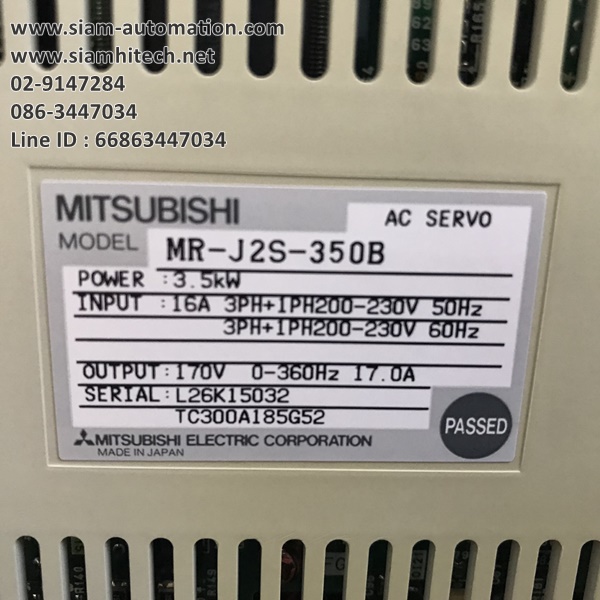 www.siam-automation.com
www.siamhitech.net
02-9147284
086-3447034
Line ID : 66863447034
MITSUBISHI AC SERVO
MODEL MR-J2S-350B
POWER :3.5kW
INPUT :16A 3PH+1PH200-230V 50Hz
3PH+1PH200-230V 60Hz
OUTPUT:170V 0-360Hz 17.0A
SERIAL:L26K15032
TC300A185G52
PASSED
MITSUBISHI ELECTRIC CORPORATION
MADE IN JAPAN